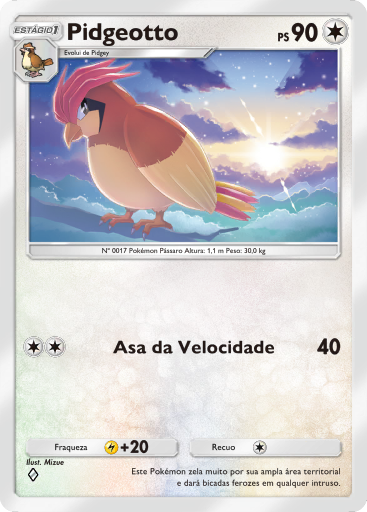 ESTÁGIO 1
Pidgeotto
PS 90
Evolui de Pidgey
Nº 0017 Pokémon Pássaro Altura: 1,1 m Peso: 30,0 kg
Asa da Velocidade 40
Fraqueza +20
Recuo
Ilust. Mizue
Este Pokémon zela muito por sua ampla área territorial
e dará bicadas ferozes em qualquer intruso.